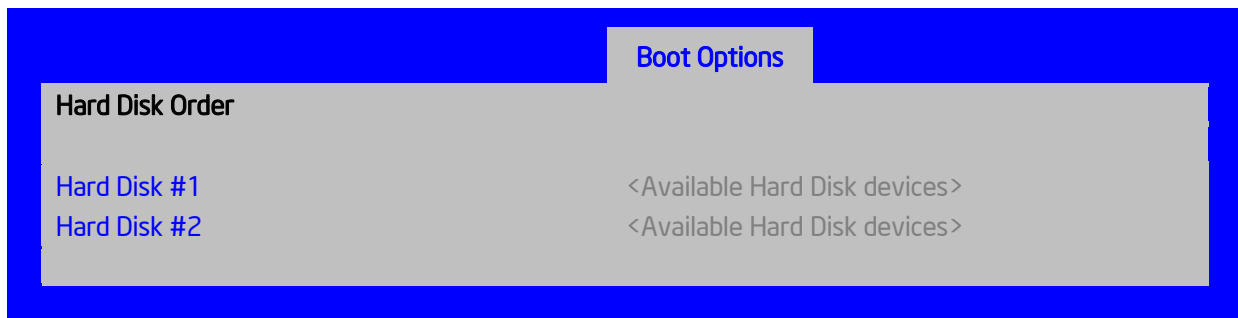 Boot Options
Hard Disk Order
Hard Disk #1 <Available Hard Disk devices>
Hard Disk #2 <Available Hard Disk devices>